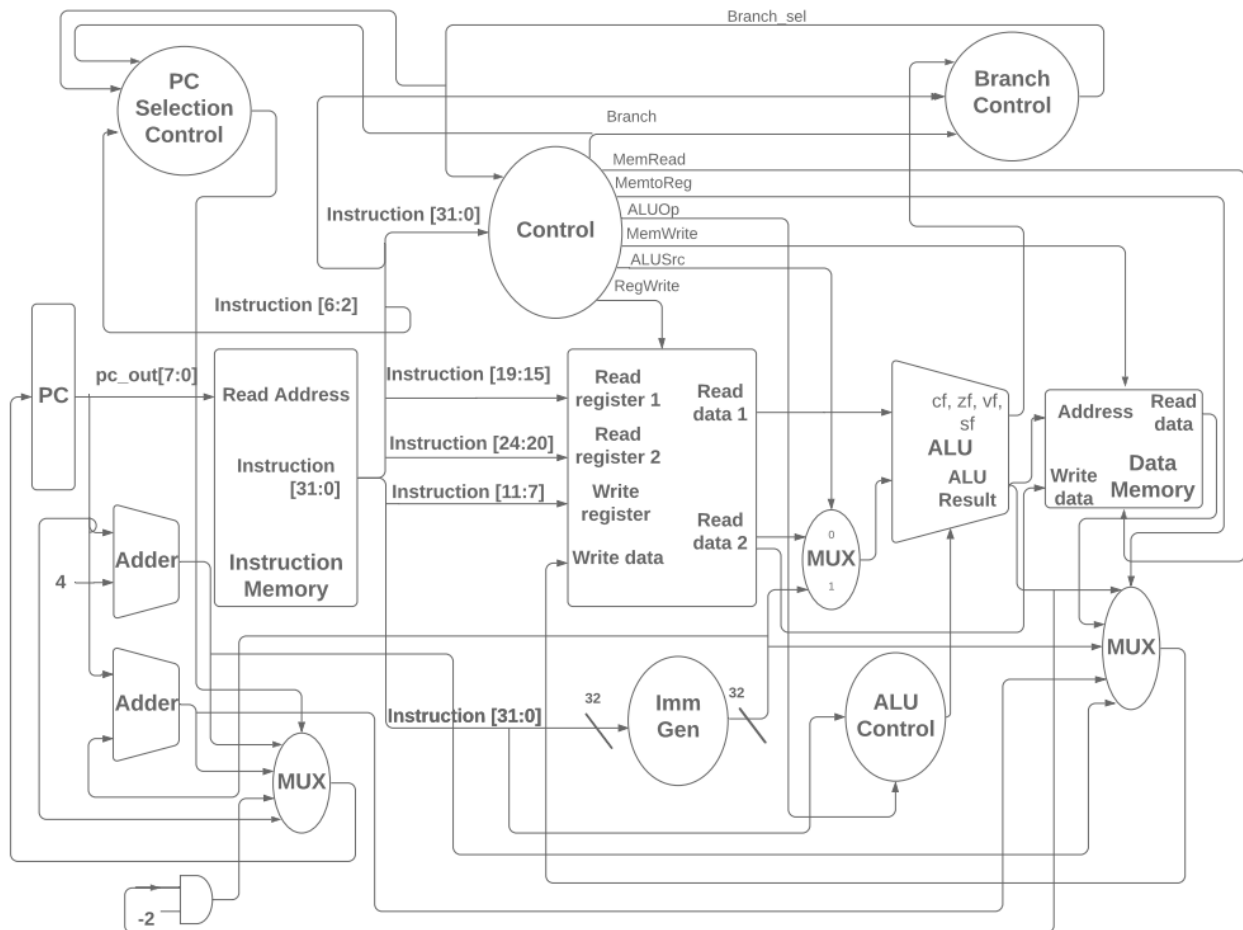 Branch_sel
PC
Selection
Control
Branch
Control
Branch
MemRead
MemtoReg
ALUOp
MemWrite
ALUSrc
RegWrite
Control
Instruction [31:0]
Instruction [6:2]
PC
pc_out[7:0]
Read Address
Instruction
[31:0]
Instruction
Memory
Instruction [19:15]
Instruction [24:20]
Instruction [11:7]
Read
register 1
Read
register 2
Write
register
Write data
Read
data 1
Read
data 2
0
MUX
1
cf, zf, vf,
sf
ALU
ALU
Result
Address
Read
data
Write
data
Data
Memory
Adder
4
Adder
MUX
-2
Instruction [31:0]
32
Imm
Gen
32
ALU
Control
MUX